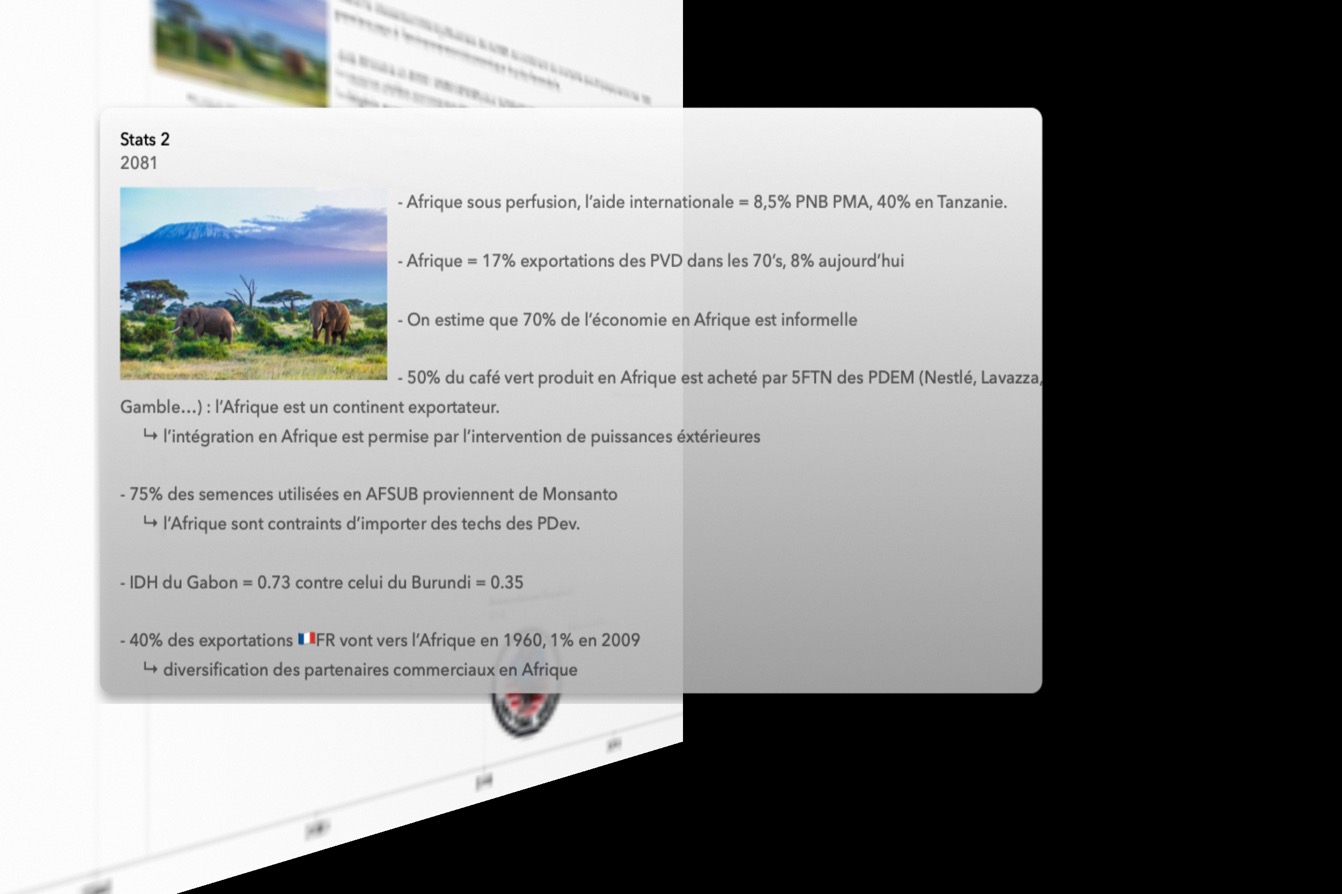 Stats 2
2081
- Afrique sous perfusion, l’aide internationale = 8,5% PNB PMA, 40% en Tanzanie.
- Afrique = 17% exportations des PVD dans les 70’s, 8% aujourd’hui
- On estime que 70% de l’économie en Afrique est informelle
- 50% du café vert produit en Afrique est acheté par 5FTN des PDEM (Nestlé, Lavazza,
Gamble…) : l’Afrique est un continent exportateur.
↪ l’intégration en Afrique est permise par l’intervention de puissances éxtérieures
- 75% des semences utilisées en AFSUB proviennent de Monsanto
↪ l’Afrique sont contraints d’importer des techs des PDev.
- IDH du Gabon = 0.73 contre celui du Burundi = 0.35
- 40% des exportations 🇫🇷FR vont vers l’Afrique en 1960, 1% en 2009
↪ diversification des partenaires commerciaux en Afrique